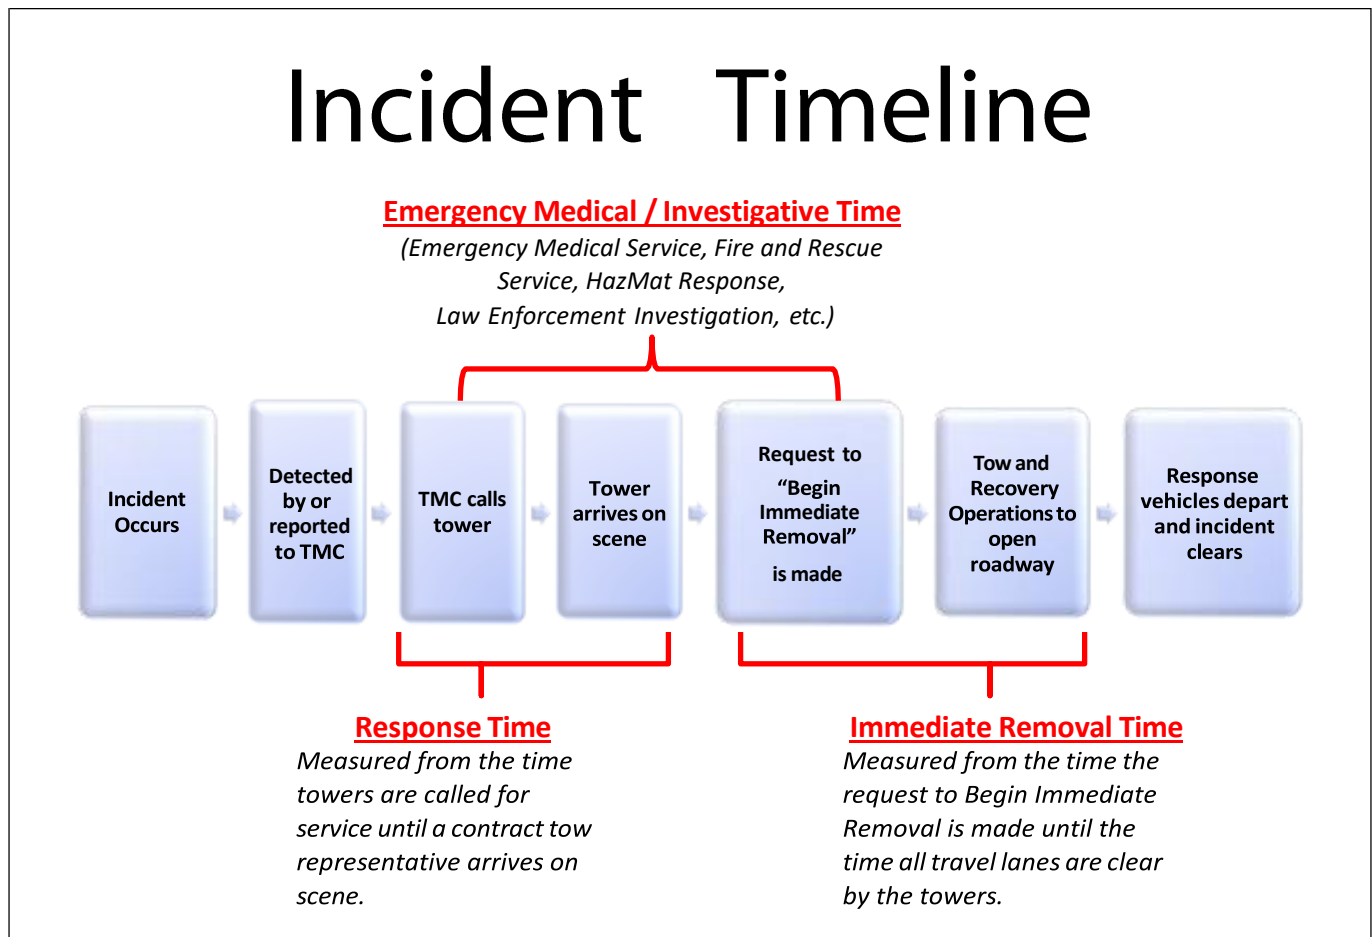 Incident Timeline
Emergency Medical / Investigative Time
(Emergency Medical Service, Fire and Rescue
Service, HazMat Response,
Law Enforcement Investigation, etc.)
Incident
Occurs
Detected
by or
reported
to TMC
TMC calls
tower
Tower
arrives on
scene
Request to
“Begin
Immediate
Removal”
is made
Tow and
Recovery
Operations to
open
roadway
Response
vehicles depart
and incident
clears
Response Time
Measured from the time
towers are called for
service until a contract tow
representative arrives on
scene.
Immediate Removal Time
Measured from the time the
request to Begin Immediate
Removal is made until the
time all travel lanes are clear
by the towers.